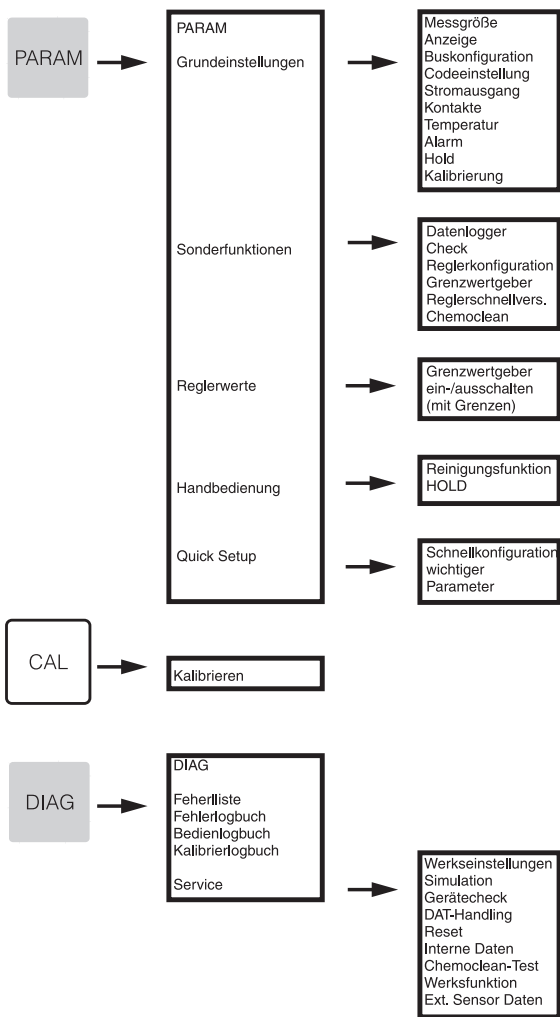 PARAM
PARAM
Grundeinstellungen
Messgröße
Anzeige
Buskonfiguration
Codeeinstellung
Stromausgang
Kontakte
Temperatur
Alarm
Hold
Kalibrierung
Sonderfunktionen
Datenlogger
Check
Reglerkonfiguration
Grenzwertgeber
Reglerschnellvers.
Chemoclean
Reglerwerte
Grenzwertgeber
ein-/ausschalten
(mit Grenzen)
Handbedienung
Reinigungsfunktion
HOLD
Quick Setup
Schnellkonfiguration
wichtiger
Parameter
CAL
Kalibrieren
DIAG
DIAG
Feherlliste
Fehlerlogbuch
Bedienlogbuch
Kalibrierlogbuch
Service
Werkseinstellungen
Simulation
Gerätecheck
DAT-Handling
Reset
Interne Daten
Chemoclean-Test
Werksfunktion
Ext. Sensor Daten